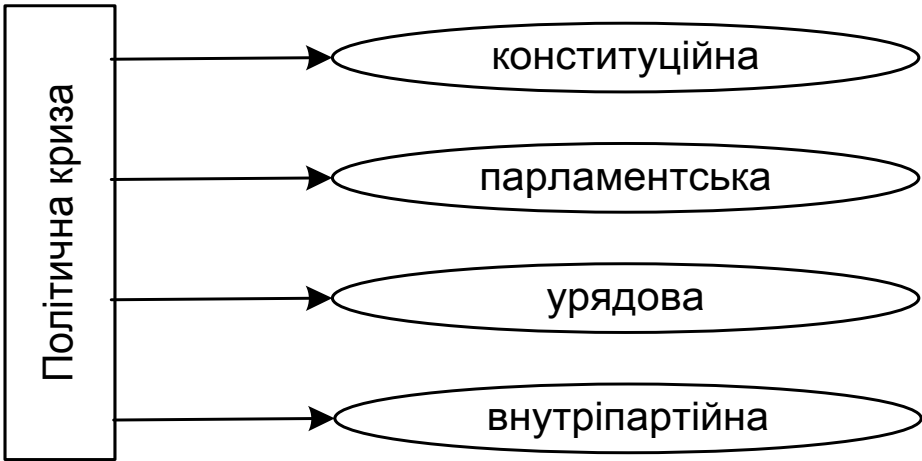 Політична криза
конституційна
парламентська
урядова
внутріпартійна